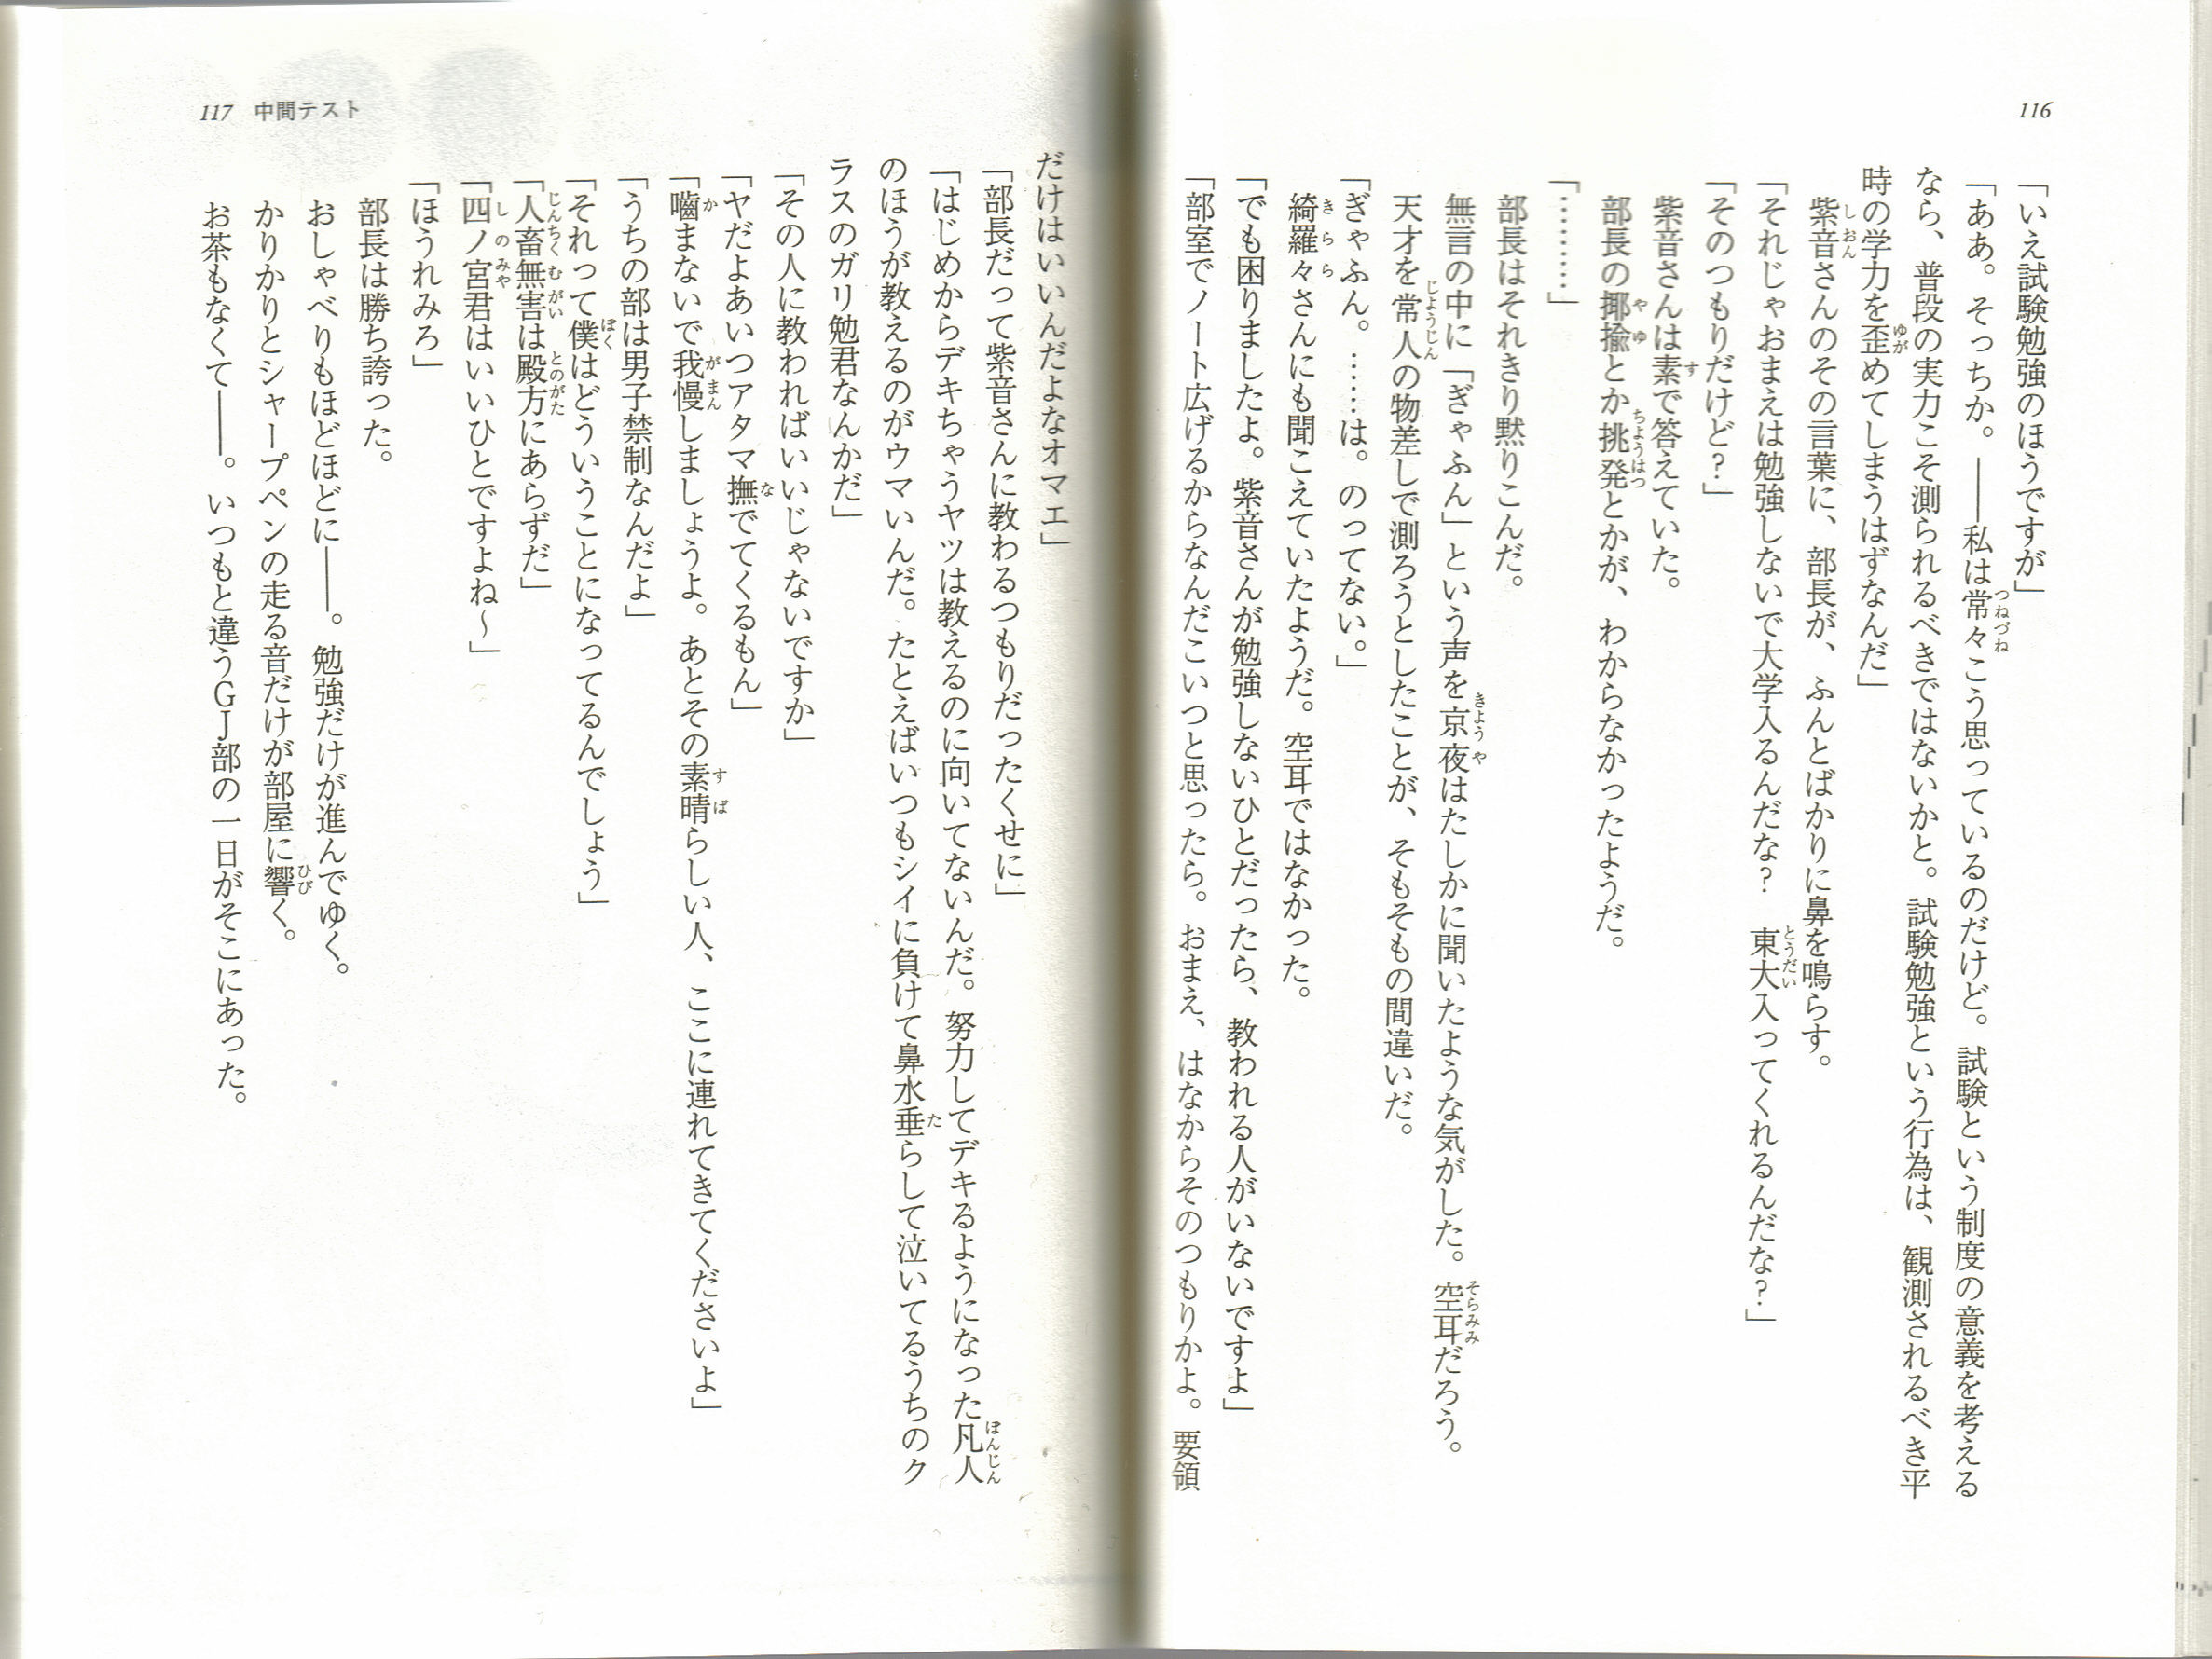 116
「いえ試験勉強のほうですが」
「ああ。そっちか。――私は常々こう思っているのだけど。試験という制度の意義を考える
なら、普段の実力こそ測られるべきではないかと。試験勉強という行為は、観測されるべき平
時の学力を歪めてしまうはずなんだ」
紫音さんのその言葉に、部長が、ふんとばかりに鼻を鳴らす。
「それじゃおまえは勉強しないで大学入るんだな？　東大入ってくれるんだな？」
「そのつもりだけど？」
紫音さんは素で答えていた。
部長の揶揄とか挑発とかが、わからなかったようだ。
「………」
部長はそれきり黙りこんだ。
無言の中に「ぎゃふん」という声を京夜はたしかに聞いたような気がした。空耳だろう。
天才を常人の物差しで測ろうとしたことが、そもそもの間違いだ。
「ぎゃふん。……は。のってない。」
綺羅々さんにも聞こえていたようだ。空耳ではなかった。
「でも困りましたよ。紫音さんが勉強しないひとだったら、教われる人がいないですよ」
「部室でノート広げるからなんだこいつと思ったら。おまえ、はなからそのつもりかよ。要領
117 中間テスト
だけはいいんだよなオマエ」
「部長だって紫音さんに教わるつもりだったくせに」
「はじめからデキちゃうヤツは教えるのに向いてないんだ。努力してデキるようになった凡人
のほうが教えるのがウマいんだ。たとえばいつもシイに負けて鼻水垂らして泣いてるうちのク
ラスのガリ勉君なんかだ」
「その人に教わればいいじゃないですか」
「ヤだよあいつアタマ撫でてくるもん」
「嚙まないで我慢しましょうよ。あとその素晴らしい人、ここに連れてきてくださいよ」
「うちの部は男子禁制なんだよ」
「それって僕はどういうことになってるんでしょう」
「人畜無害は殿方にあらずだ」
「四ノ宮君はいいひとですよね～」
「ほうれみろ」
部長は勝ち誇った。
おしゃべりもほどほどに――。勉強だけが進んでゆく。
かりかりとシャープペンの走る音だけが部屋に響く。
お茶もなくて――。いつもと違うＧＪ部の一日がそこにあった。